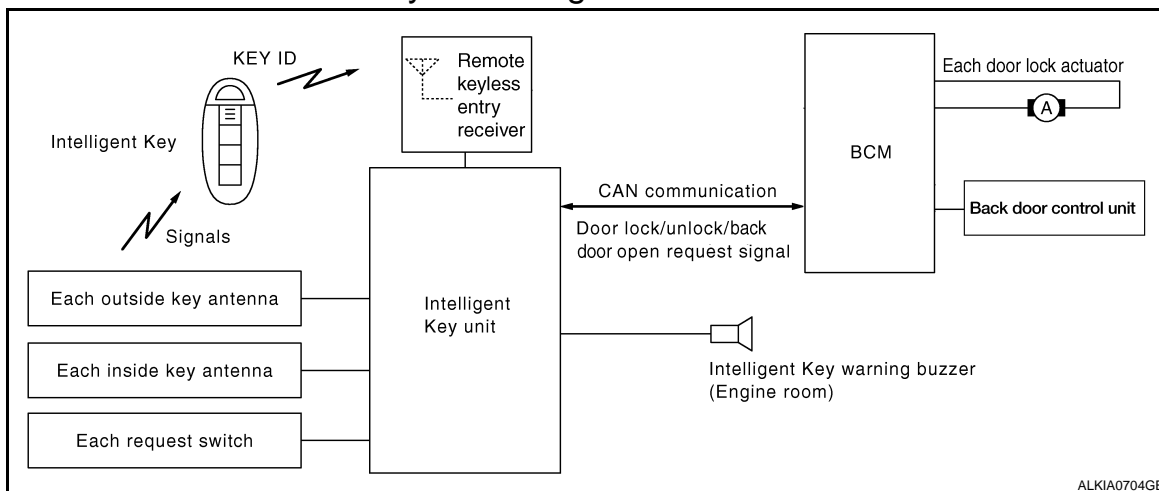 KEY ID
Remote
keyless
entry
receiver
Intelligent Key
Signals
Each outside key antenna
Each inside key antenna
Each request switch
Intelligent
Key unit
CAN communication
Door lock/unlock/back
door open request signal
BCM
Each door lock actuator
A
Back door control unit
Intelligent Key warning buzzer
(Engine room)